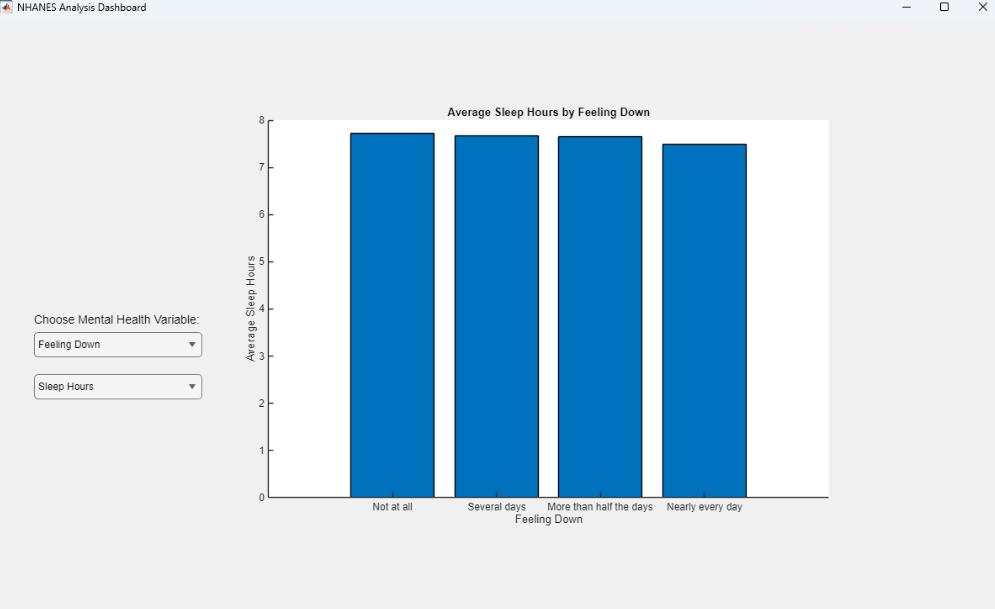 NHANES Analysis Dashboard
Choose Mental Health Variable:
Feeling Down
Sleep Hours
Average Sleep Hours by Feeling Down
Average Sleep Hours
8
7
6
5
4
3
2
1
0
Not at all Several days More than half the days Nearly every day
Feeling Down